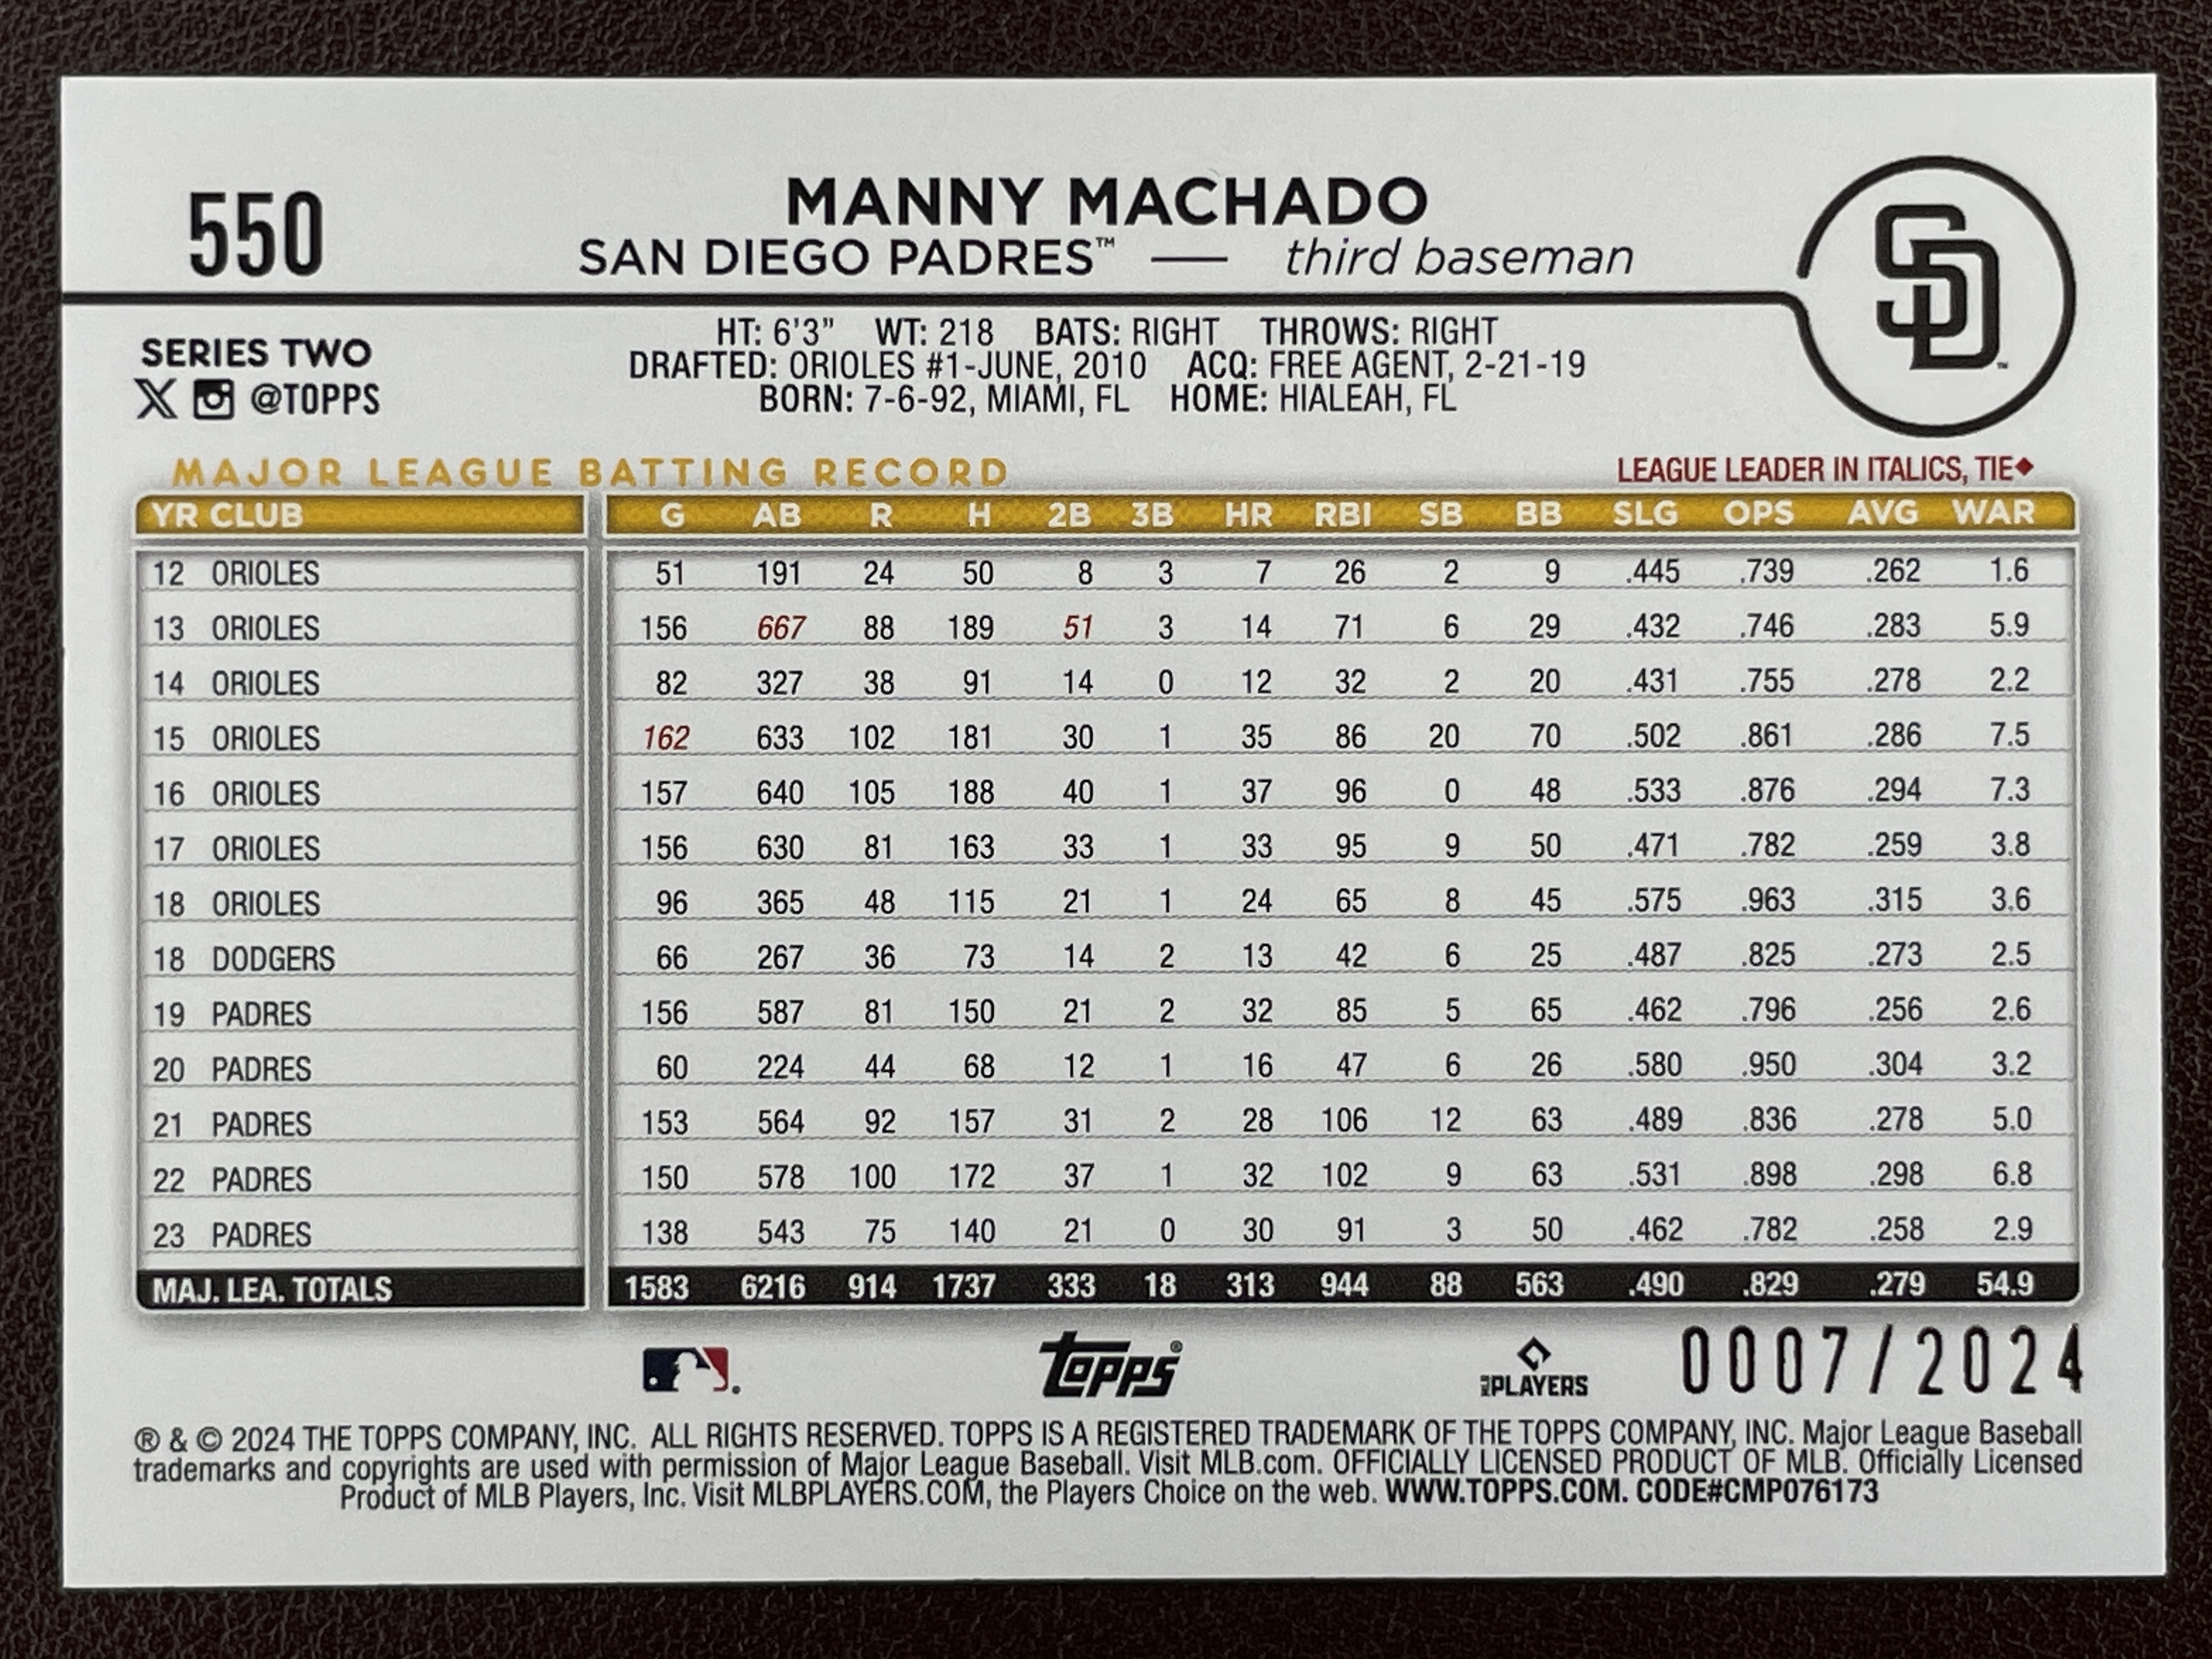 550
MANNY MACHADO
SAN DIEGO PADRES™ — third baseman
SD™
SERIES TWO
X @TOPPS
HT: 6'3” WT: 218 BATS: RIGHT THROWS: RIGHT
DRAFTED: ORIOLES #1-JUNE, 2010 ACQ: FREE AGENT, 2-21-19
BORN: 7-6-92, MIAMI, FL HOME: HIALEAH, FL
MAJOR LEAGUE BATTING RECORD LEAGUE LEADER IN ITALICS, TIE◆
YR CLUB G AB R H 2B 3B HR RBI SB BB SLG OPS AVG WAR
12 ORIOLES 51 191 24 50 8 3 7 26 2 9 .445 .739 .262 1.6
13 ORIOLES 156 667 88 189 51 3 14 71 6 29 .432 .746 .283 5.9
14 ORIOLES 82 327 38 91 14 0 12 32 2 20 .431 .755 .278 2.2
15 ORIOLES 162 633 102 181 30 1 35 86 20 70 .502 .861 .286 7.5
16 ORIOLES 157 640 105 188 40 1 37 96 0 48 .533 .876 .294 7.3
17 ORIOLES 156 630 81 163 33 1 33 95 9 50 .471 .782 .259 3.8
18 ORIOLES 96 365 48 115 21 1 24 65 8 45 .575 .963 .315 3.6
18 DODGERS 66 267 36 73 14 2 13 42 6 25 .487 .825 .273 2.5
19 PADRES 156 587 81 150 21 2 32 85 5 65 .462 .796 .256 2.6
20 PADRES 60 224 44 68 12 1 16 47 6 26 .580 .950 .304 3.2
21 PADRES 153 564 92 157 31 2 28 106 12 63 .489 .836 .278 5.0
22 PADRES 150 578 100 172 37 1 32 102 9 63 .531 .898 .298 6.8
23 PADRES 138 543 75 140 21 0 30 91 3 50 .462 .782 .258 2.9
MAJ. LEA. TOTALS 1583 6216 914 1737 333 18 313 944 88 563 .490 .829 .279 54.9
topps® MLB PLAYERS 0007/2024
® & © 2024 THE TOPPS COMPANY, INC. ALL RIGHTS RESERVED. TOPPS IS A REGISTERED TRADEMARK OF THE TOPPS COMPANY, INC. Major League Baseball
trademarks and copyrights are used with permission of Major League Baseball. Visit MLB.com. OFFICIALLY LICENSED PRODUCT OF MLB. Officially Licensed
Product of MLB Players, Inc. Visit MLBPLAYERS.COM, the Players Choice on the web. WWW.TOPPS.COM. CODE#CMP076173